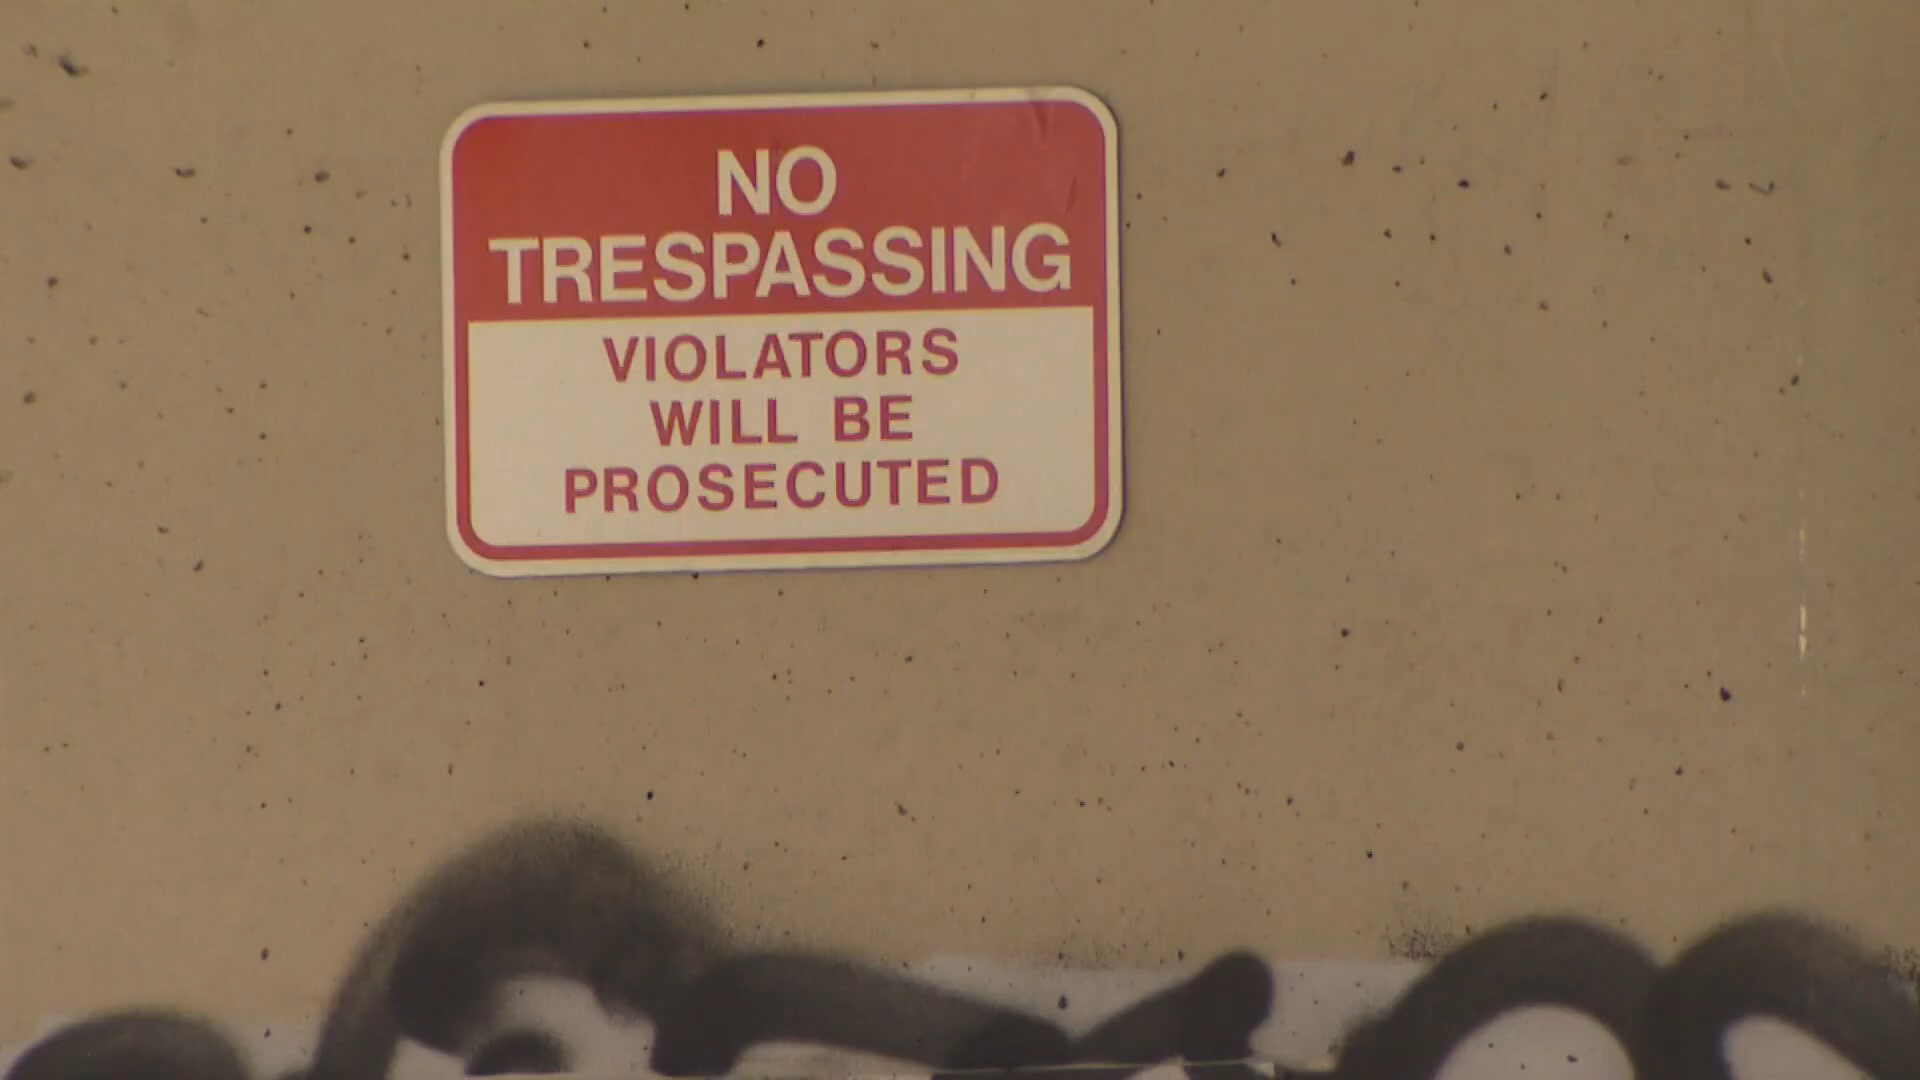 NO
TRESPASSING
VIOLATORS
WILL BE
PROSECUTED